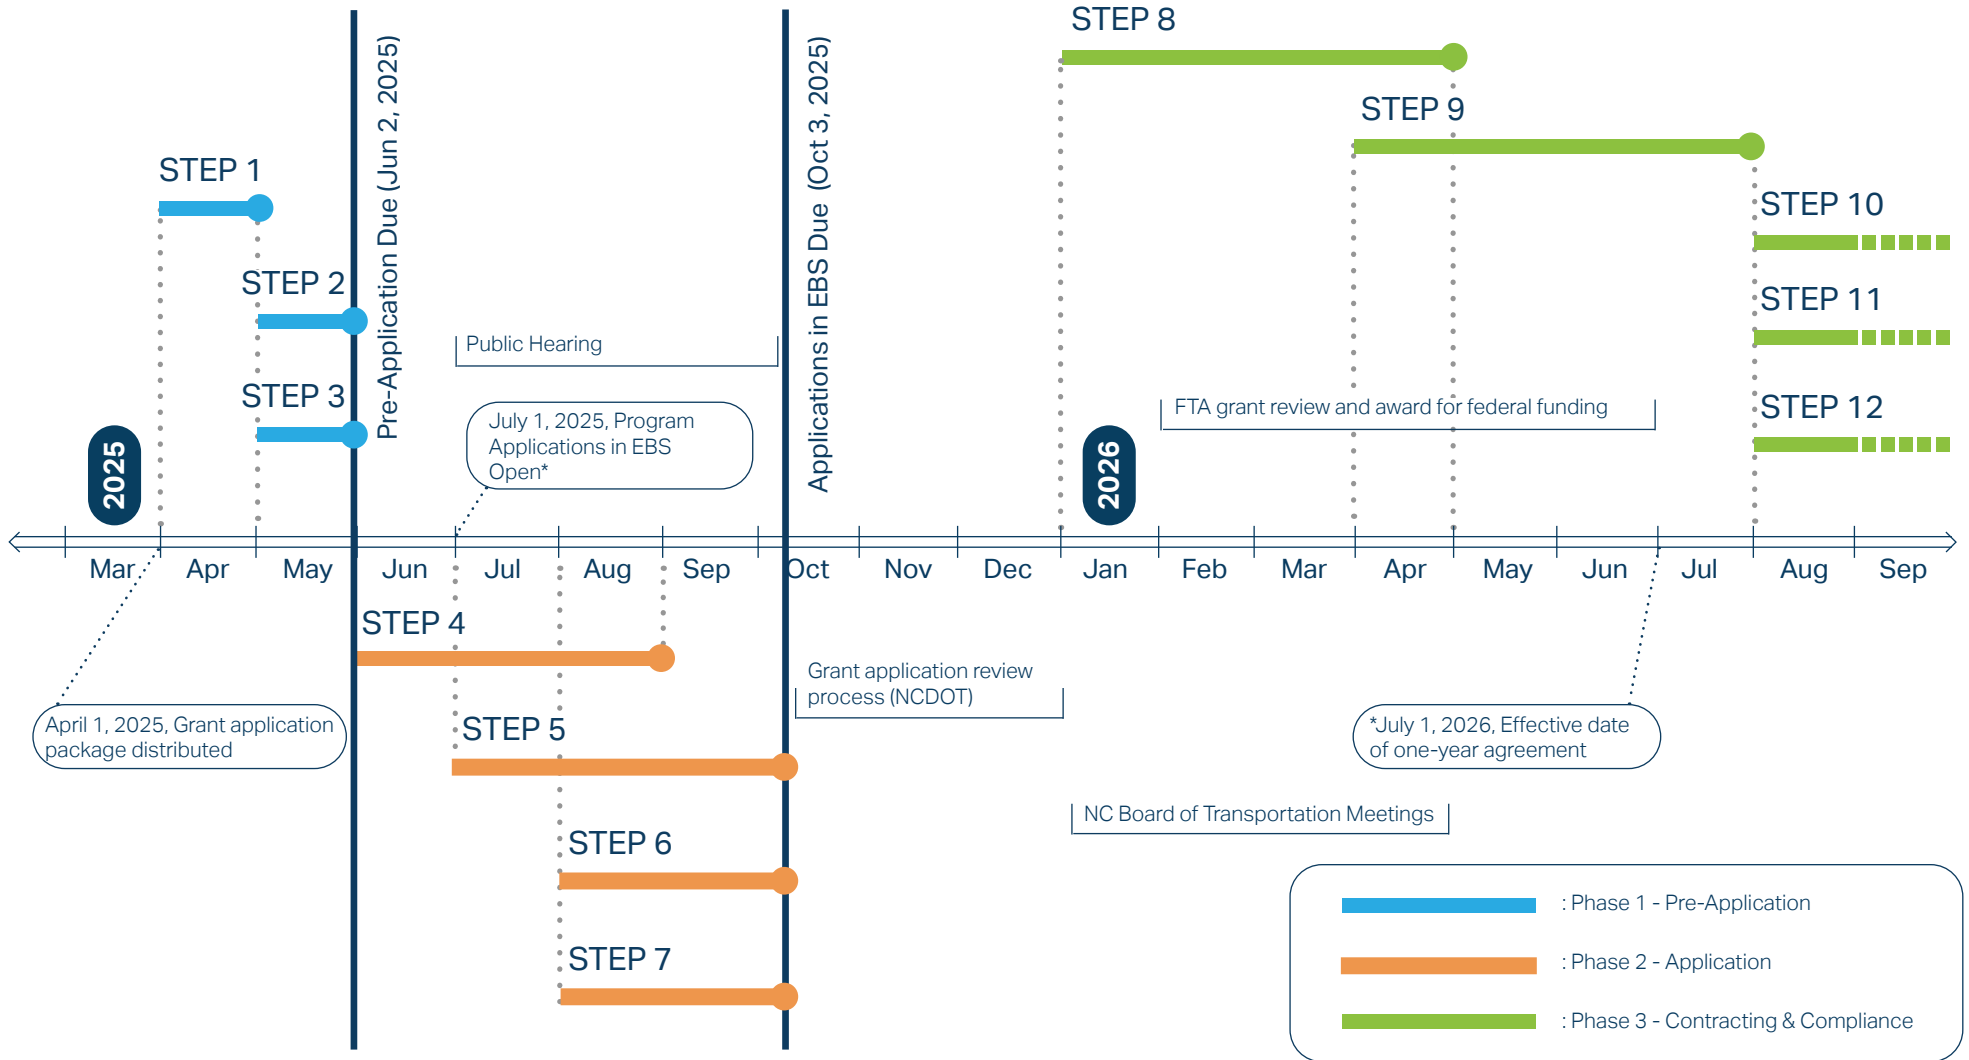 STEP 8
Pre-Application Due (Jun 2, 2025)
Applications in EBS Due (Oct 3, 2025)
STEP 9
STEP 1
STEP 10
STEP 2
STEP 11
Public Hearing
STEP 3
FTA grant review and award for federal funding
STEP 12
July 1, 2025, Program
Applications in EBS
Open*
2025
2026
Mar Apr May Jun Jul Aug Sep Oct Nov Dec Jan Feb Mar Apr May Jun Jul Aug Sep
STEP 4
Grant application review
process (NCDOT)
April 1, 2025, Grant application
package distributed
STEP 5
*July 1, 2026, Effective date
of one-year agreement
NC Board of Transportation Meetings
STEP 6
STEP 7
: Phase 1 - Pre-Application
: Phase 2 - Application
: Phase 3 - Contracting & Compliance